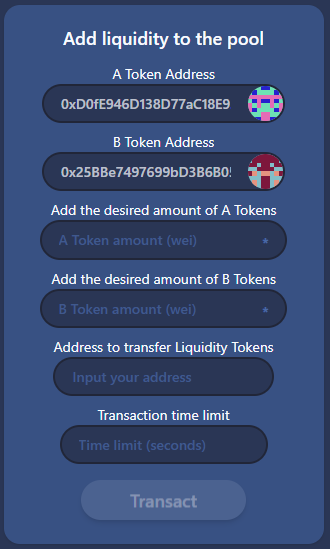 Add liquidity to the pool
A Token Address
0xD0fE946D138D77aC18E9
B Token Address
0x25BBe7497699bD3B6B05
Add the desired amount of A Tokens
A Token amount (wei) *
Add the desired amount of B Tokens
B Token amount (wei) *
Address to transfer Liquidity Tokens
Input your address
Transaction time limit
Time limit (seconds)
Transact